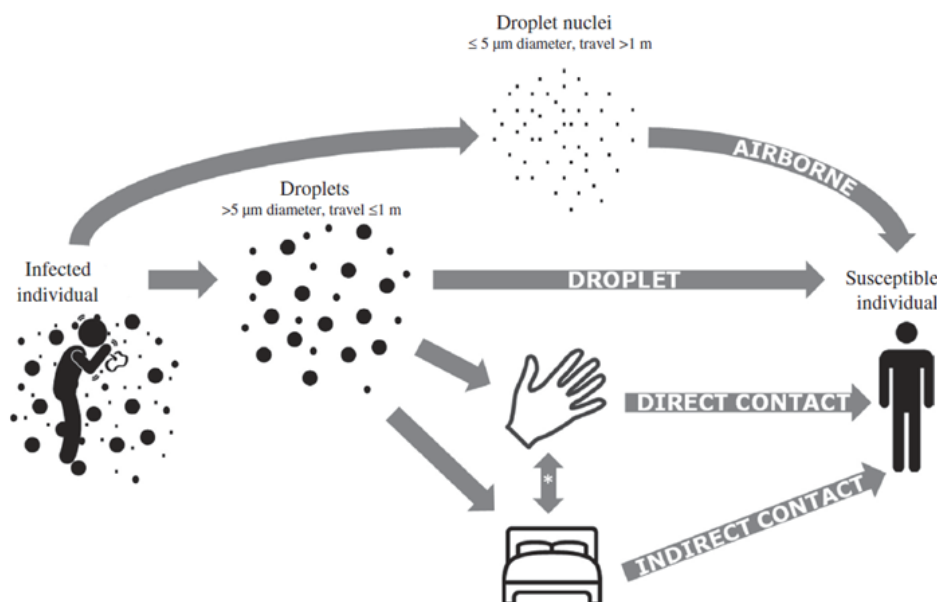 Droplet nuclei
≤ 5 µm diameter, travel >1 m
AIRBORNE
Droplets
>5 µm diameter, travel ≤1 m
Infected
individual
DROPLET
Susceptible
individual
DIRECT CONTACT
*
INDIRECT CONTACT